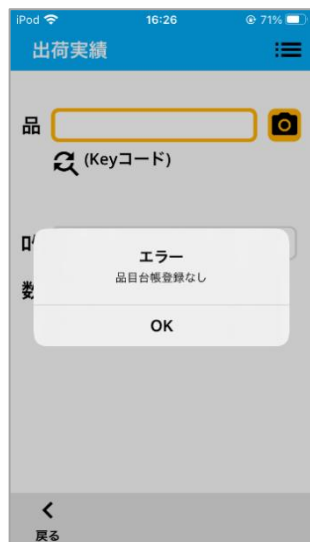 iPod 16:26 71%
出荷実績
品
(Keyコード)
エラー
品目台帳登録なし
数
OK
戻る